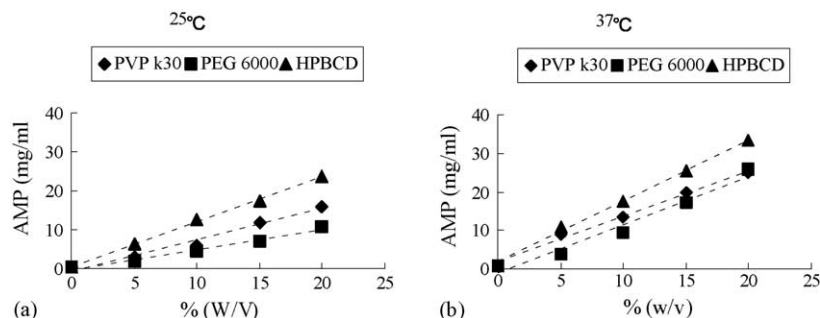 25°C
◆ PVP k30 ■ PEG 6000 ▲ HPBCD
AMP (mg/ml)
40
30
20
10
0
0 5 10 15 20 25
% (W/V)
(a)
37°C
◆ PVP k30 ■ PEG 6000 ▲ HPBCD
AMP (mg/ml)
40
30
20
10
0
0 5 10 15 20 25
% (w/v)
(b)